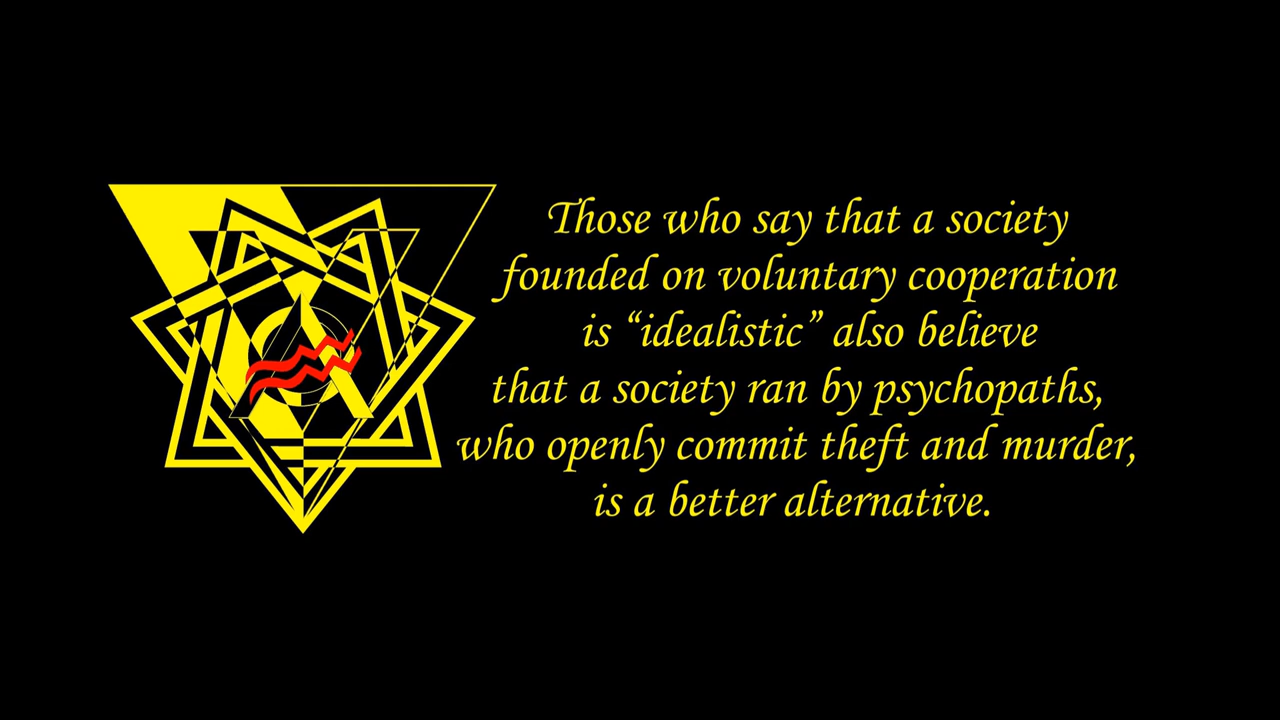 Those who say that a society
founded on voluntary cooperation
is “idealistic” also believe
that a society ran by psychopaths,
who openly commit theft and murder,
is a better alternative.